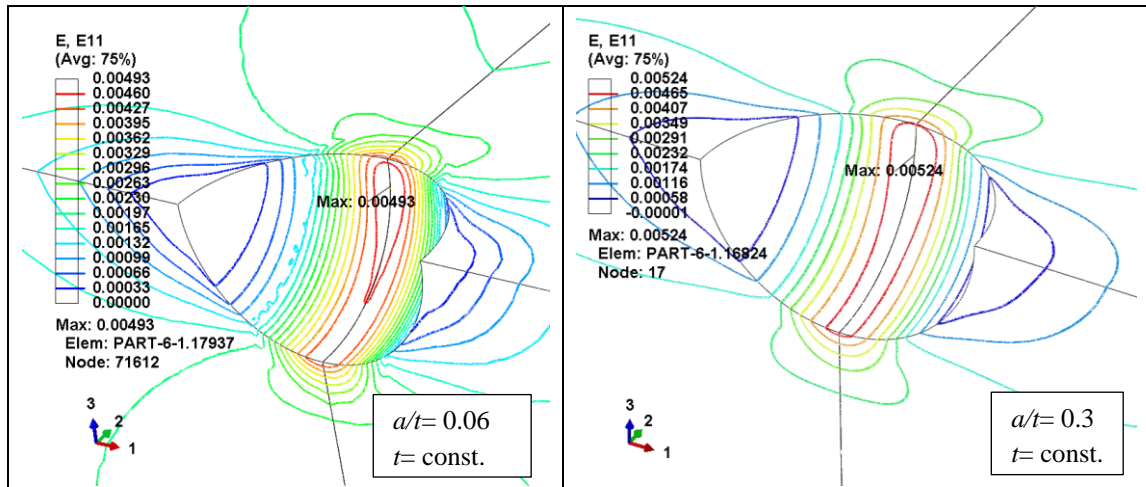 E, E11
(Avg: 75%)
0.00493
0.00460
0.00427
0.00395
0.00362
0.00329
0.00296
0.00263
0.00230
0.00197
0.00165
0.00132
0.00099
0.00066
0.00033
0.00000
Max: 0.00493
Elem: PART-6-1.17937
Node: 71612
Max: 0.00493
3
2
1
a/t= 0.06
t= const.
E, E11
(Avg: 75%)
0.00524
0.00465
0.00407
0.00349
0.00291
0.00232
0.00174
0.00116
0.00058
-0.00001
Max: 0.00524
Elem: PART-6-1.16824
Node: 17
Max: 0.00524
3
2
1
a/t= 0.3
t= const.